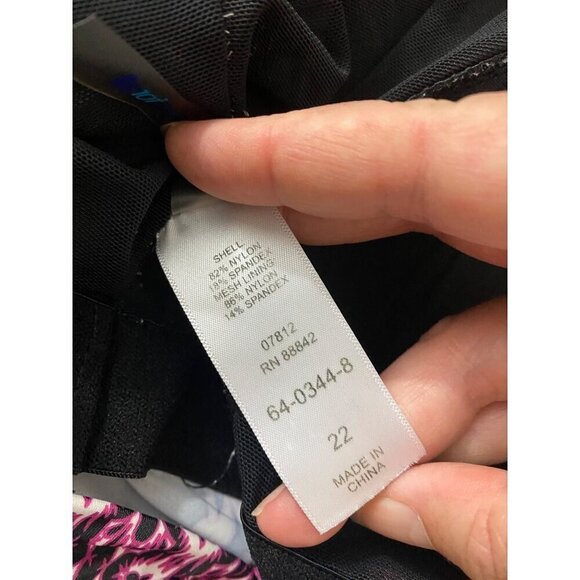 SHELL
82% NYLON
18% SPANDEX
MESH LINING
86% NYLON
14% SPANDEX
07812
RN 88842
64-0344-8
22
MADE IN
CHINA